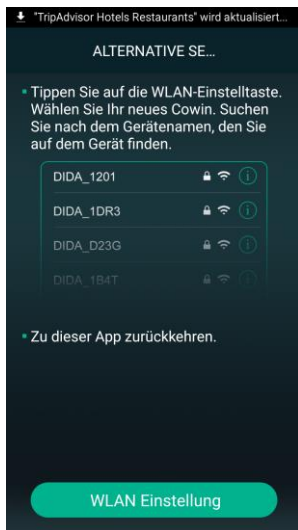 "TripAdvisor Hotels Restaurants" wird aktualisiert...
ALTERNATIVE SE...
Tippen Sie auf die WLAN-Einstelltaste.
Wählen Sie Ihr neues Cowin. Suchen
Sie nach dem Gerätenamen, den Sie
auf dem Gerät finden.
DIDA_1201
DIDA_1DR3
DIDA_D23G
DIDA_1B4T
Zu dieser App zurückkehren.
WLAN Einstellung